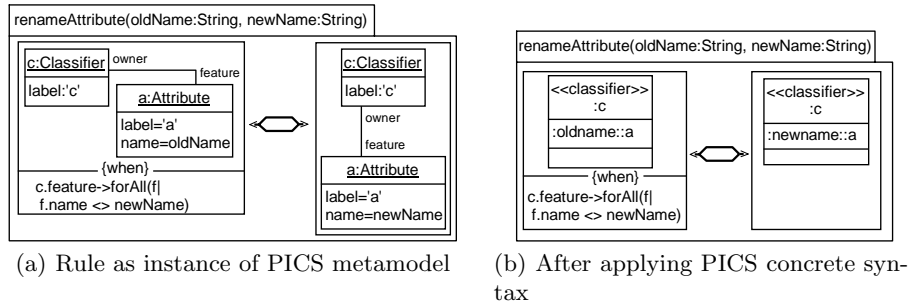 renameAttribute(oldName:String, newName:String)
c:Classifier
owner
feature
label:'c'
a:Attribute
label='a'
name=oldName
{when}
c.feature->forAll(f|
f.name <> newName)
c:Classifier
label:'c'
owner
feature
a:Attribute
label='a'
name=newName
(a) Rule as instance of PICS metamodel
renameAttribute(oldName:String, newName:String)
<<classifier>>
:c
:oldname::a
{when}
c.feature->forAll(f|
f.name <> newName)
<<classifier>>
:c
:newname::a
(b) After applying PICS concrete syn-
tax